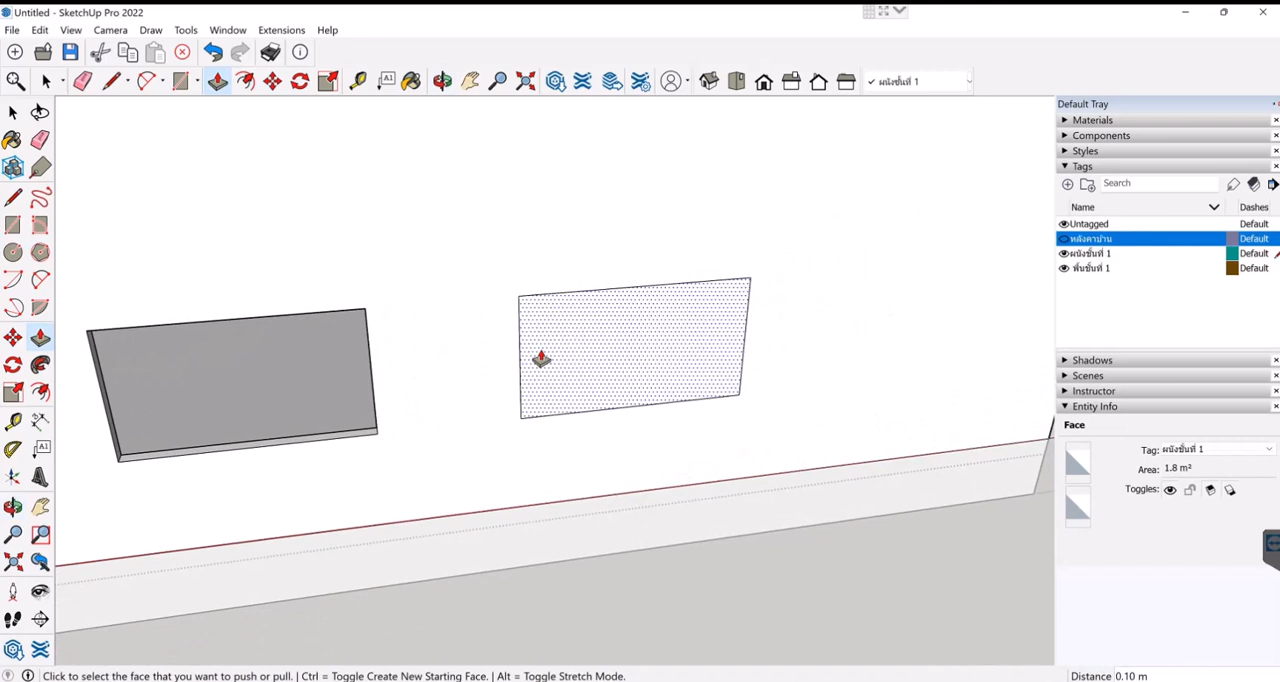 Untitled - SketchUp Pro 2022
File Edit View Camera Draw Tools Window Extensions Help
A1 ✓ ผนังชั้นที่ 1
Default Tray
Materials
Components
Styles
Tags
Search
Name Dashes
Untagged Default
หลังคาบ้าน Default
ผนังชั้นที่ 1 Default
พื้นชั้นที่ 1 Default
A1
Shadows
Scenes
Instructor
Entity Info
Face
Tag: ผนังชั้นที่ 1
Area: 1.8 m²
Toggles:
Click to select the face that you want to push or pull. | Ctrl = Toggle Create New Starting Face. | Alt = Toggle Stretch Mode. Distance 0.10 m